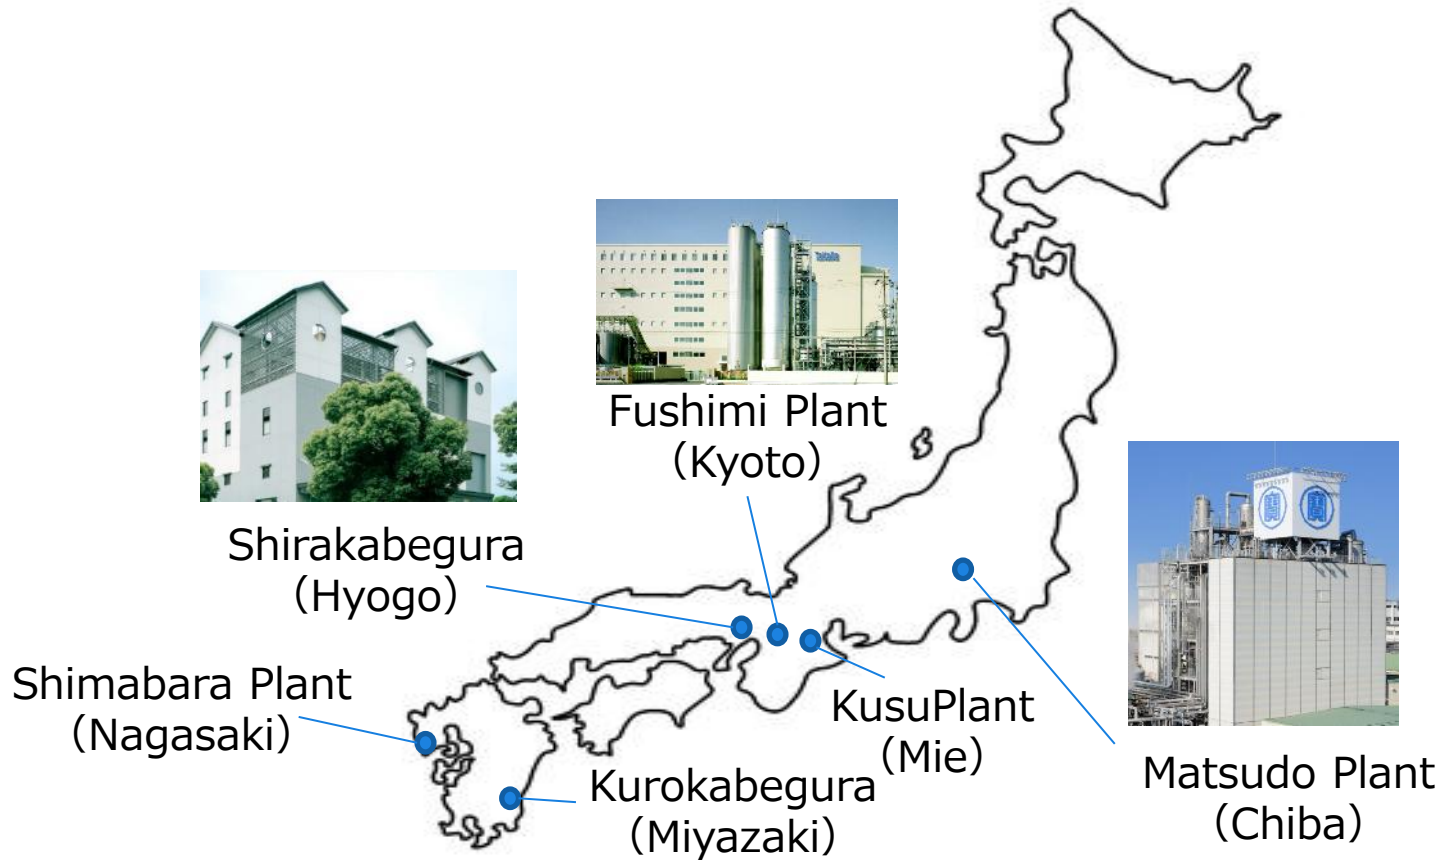 Fushimi Plant
（Kyoto）
Shirakabegura
（Hyogo）
Shimabara Plant
（Nagasaki）
KusuPlant
（Mie）
Kurokabegura
（Miyazaki）
Matsudo Plant
（Chiba）